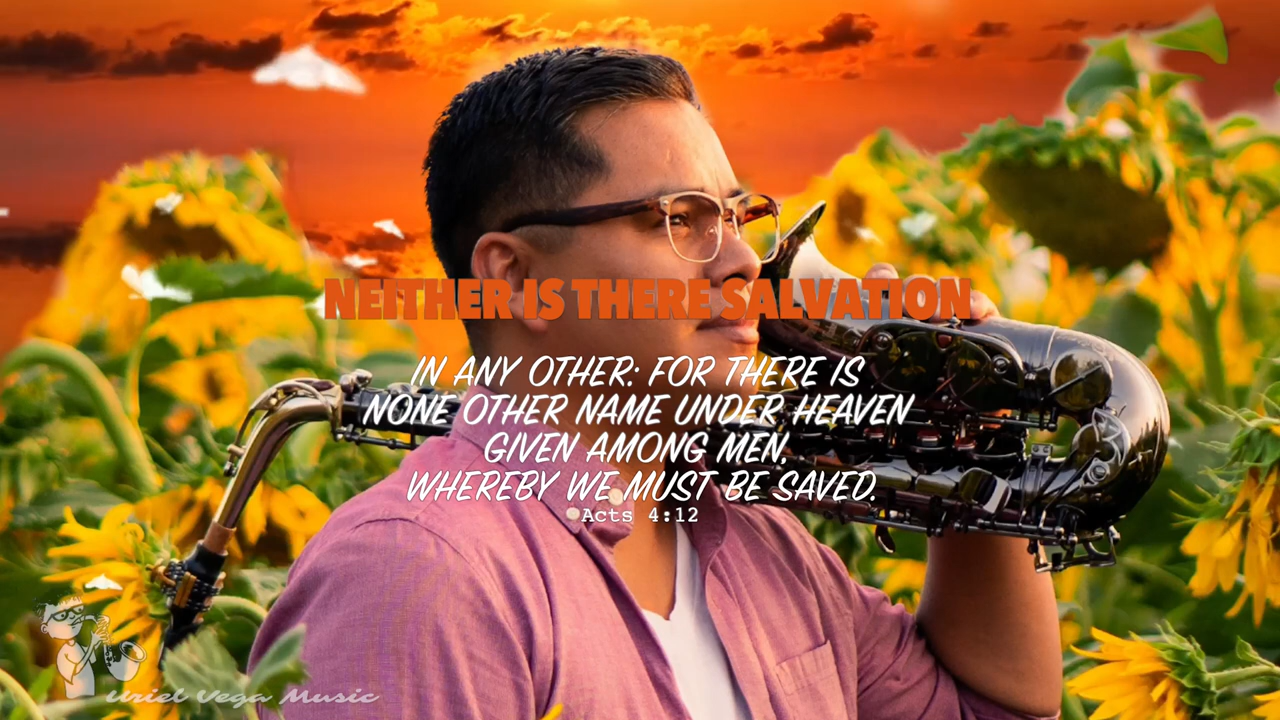 NEITHER IS THERE SALVATION
IN ANY OTHER: FOR THERE IS
NONE OTHER NAME UNDER HEAVEN
GIVEN AMONG MEN,
WHEREBY WE MUST BE SAVED.
Acts 4:12
Uriel Vega Music